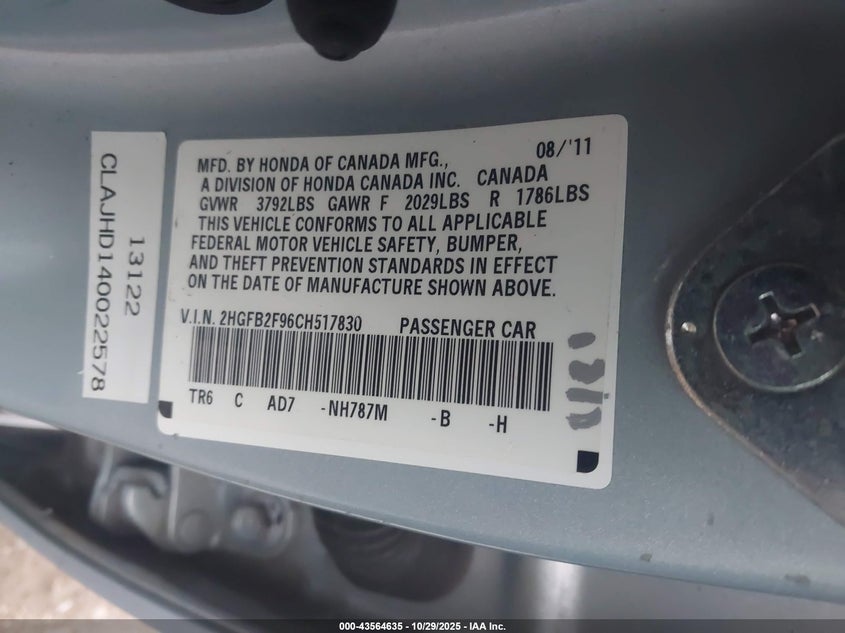 MFD. BY HONDA OF CANADA MFG., 08/'11
A DIVISION OF HONDA CANADA INC. CANADA
GVWR 3792LBS GAWR F 2029LBS R 1786LBS
THIS VEHICLE CONFORMS TO ALL APPLICABLE
FEDERAL MOTOR VEHICLE SAFETY, BUMPER,
AND THEFT PREVENTION STANDARDS IN EFFECT
ON THE DATE OF MANUFACTURE SHOWN ABOVE.
V.I.N. 2HGFB2F96CH517830 PASSENGER CAR
TR6 C AD7 -NH787M -B -H
13122
CLAJHD140022578
000-43564635 - 10/29/2025 - IAA Inc.